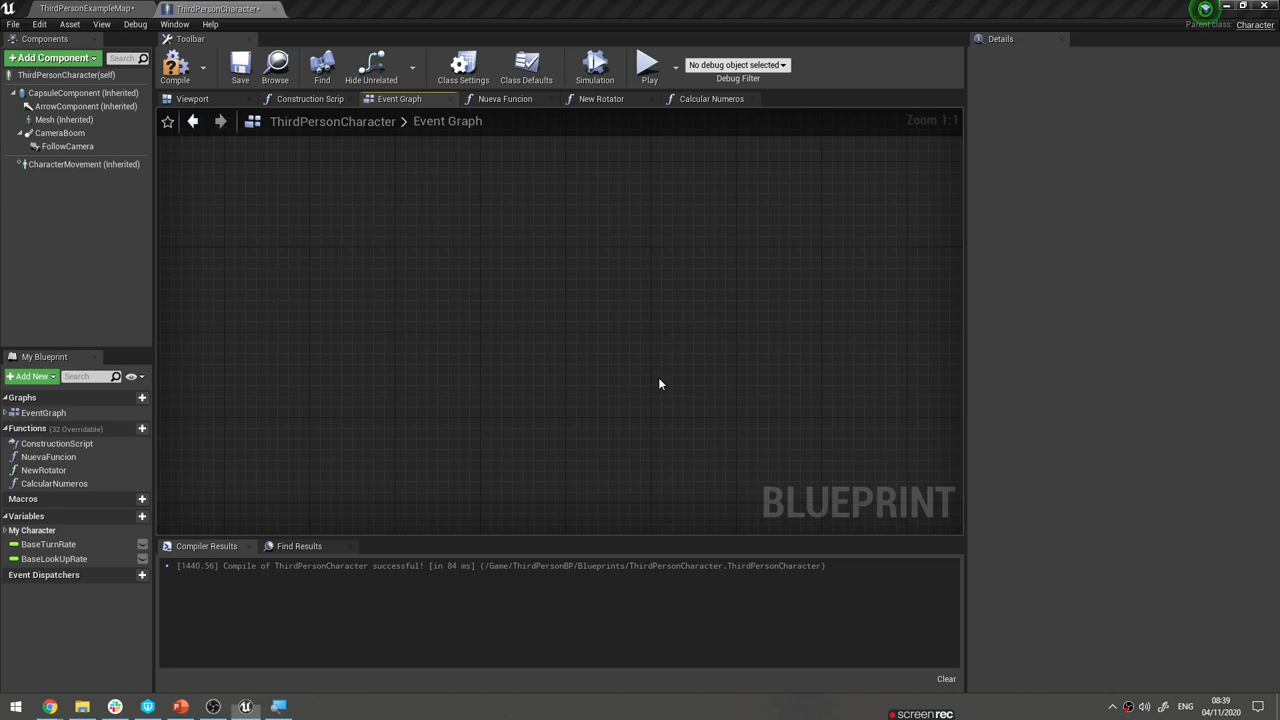 ThirdPersonExampleMap•
ThirdPersonCharacter•
File Edit Asset View Debug Window Help
Parent class: Character
Components
Toolbar
Details
+Add Component
Search
ThirdPersonCharacter(self)
CapsuleComponent (Inherited)
ArrowComponent (Inherited)
Mesh (Inherited)
CameraBoom
FollowCamera
CharacterMovement (Inherited)
Compile
Save
Browse
Find
Hide Unrelated
Class Settings
Class Defaults
Simulation
Play
No debug object selected
Debug Filter
Viewport
Construction Scrip
Event Graph
Nueva Funcion
New Rotator
Calcular Numeros
ThirdPersonCharacter > Event Graph
Zoom 1:1
BLUEPRINT
My Blueprint
+Add New
Search
Graphs
EventGraph
Functions (32 Overridable)
ConstructionScript
NuevaFuncion
NewRotator
CalcularNumeros
Macros
Variables
My Character
BaseTurnRate
BaseLookUpRate
Event Dispatchers
Compiler Results
Find Results
[1440.56] Compile of ThirdPersonCharacter successful! [in 84 ms] (/Game/ThirdPersonBP/Blueprints/ThirdPersonCharacter.ThirdPersonCharacter)
Clear
ENG
08:39
04/11/2020
screenrec